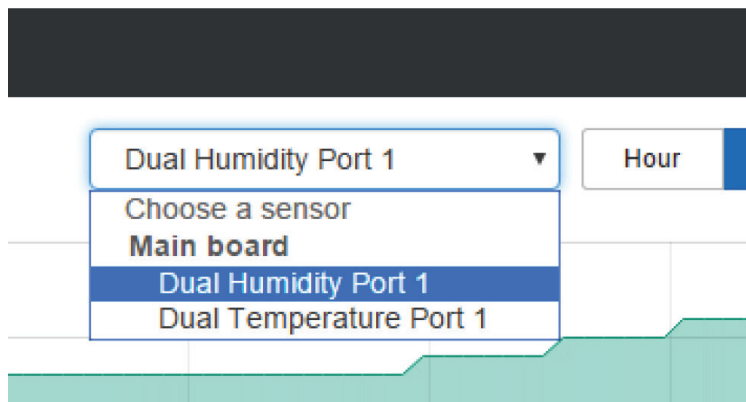 Dual Humidity Port 1 ▼ Hour
Choose a sensor
Main board
Dual Humidity Port 1
Dual Temperature Port 1